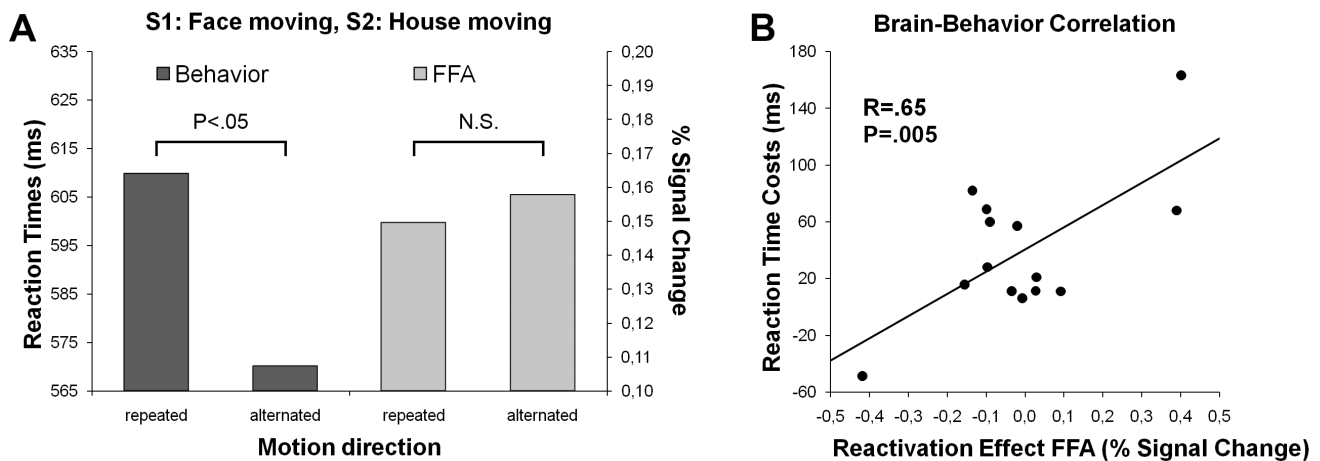 A
S1: Face moving, S2: House moving
Reaction Times (ms)
635
625
615
605
595
585
575
565
Behavior
FFA
P<.05
N.S.
0,20
0,19
0,18
0,17
0,16
0,15
0,14
0,13
0,12
0,11
0,10
% Signal Change
repeated
alternated
repeated
alternated
Motion direction
B
Brain-Behavior Correlation
Reaction Time Costs (ms)
180
140
100
60
20
-20
-60
R=.65
P=.005
-0,5 -0,4 -0,3 -0,2 -0,1 0,0 0,1 0,2 0,3 0,4 0,5
Reactivation Effect FFA (% Signal Change)